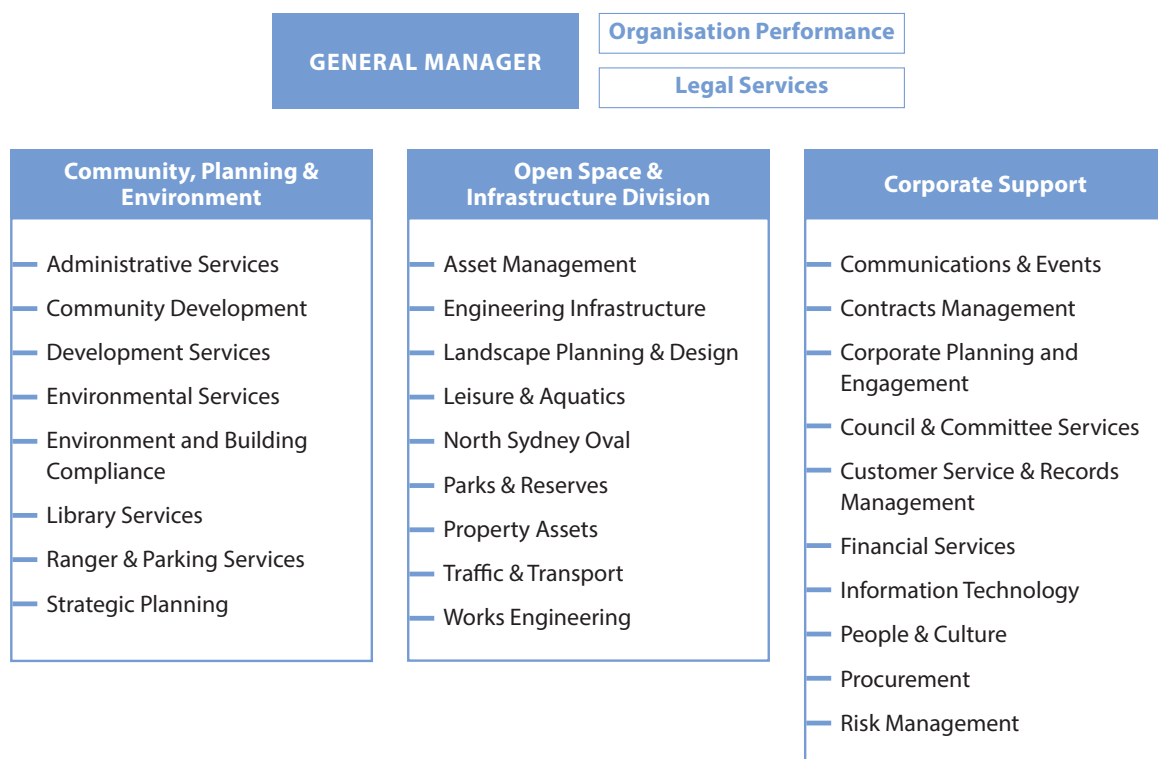 GENERAL MANAGER
Organisation Performance
Legal Services
Community, Planning &
Environment
Administrative Services
Community Development
Development Services
Environmental Services
Environment and Building
Compliance
Library Services
Ranger & Parking Services
Strategic Planning
Open Space &
Infrastructure Division
Asset Management
Engineering Infrastructure
Landscape Planning & Design
Leisure & Aquatics
North Sydney Oval
Parks & Reserves
Property Assets
Traffic & Transport
Works Engineering
Corporate Support
Communications & Events
Contracts Management
Corporate Planning and
Engagement
Council & Committee Services
Customer Service & Records
Management
Financial Services
Information Technology
People & Culture
Procurement
Risk Management